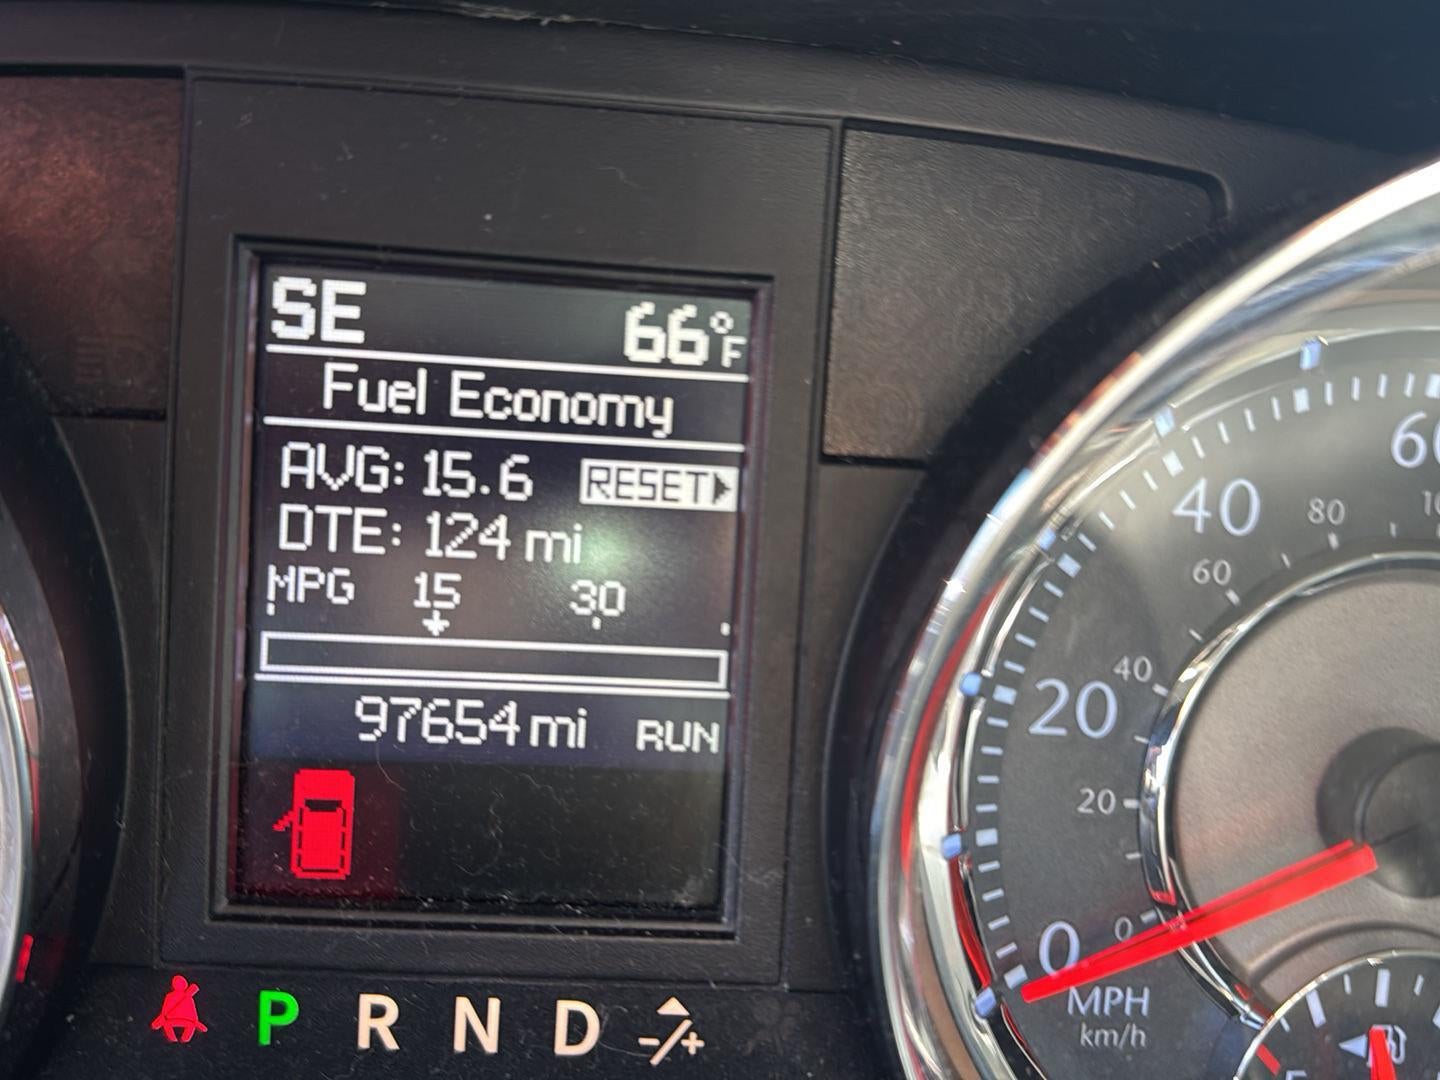 SE 66°F
Fuel Economy
AVG: 15.6 RESET
DTE: 124 mi
MPG 15 30
97654 mi RUN
P R N D -/+
60
40
20
0
MPH
km/h
80
60
40
20
0